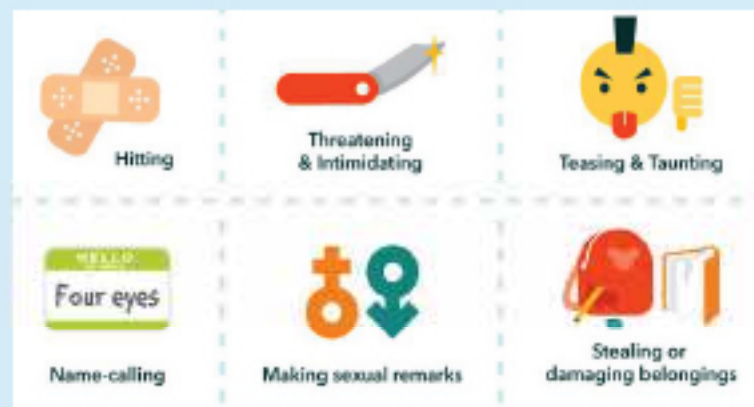 Hitting
Threatening
& Intimidating
Teasing & Taunting
HELLO
Four eyes
Name-calling
Making sexual remarks
Stealing or
damaging belongings